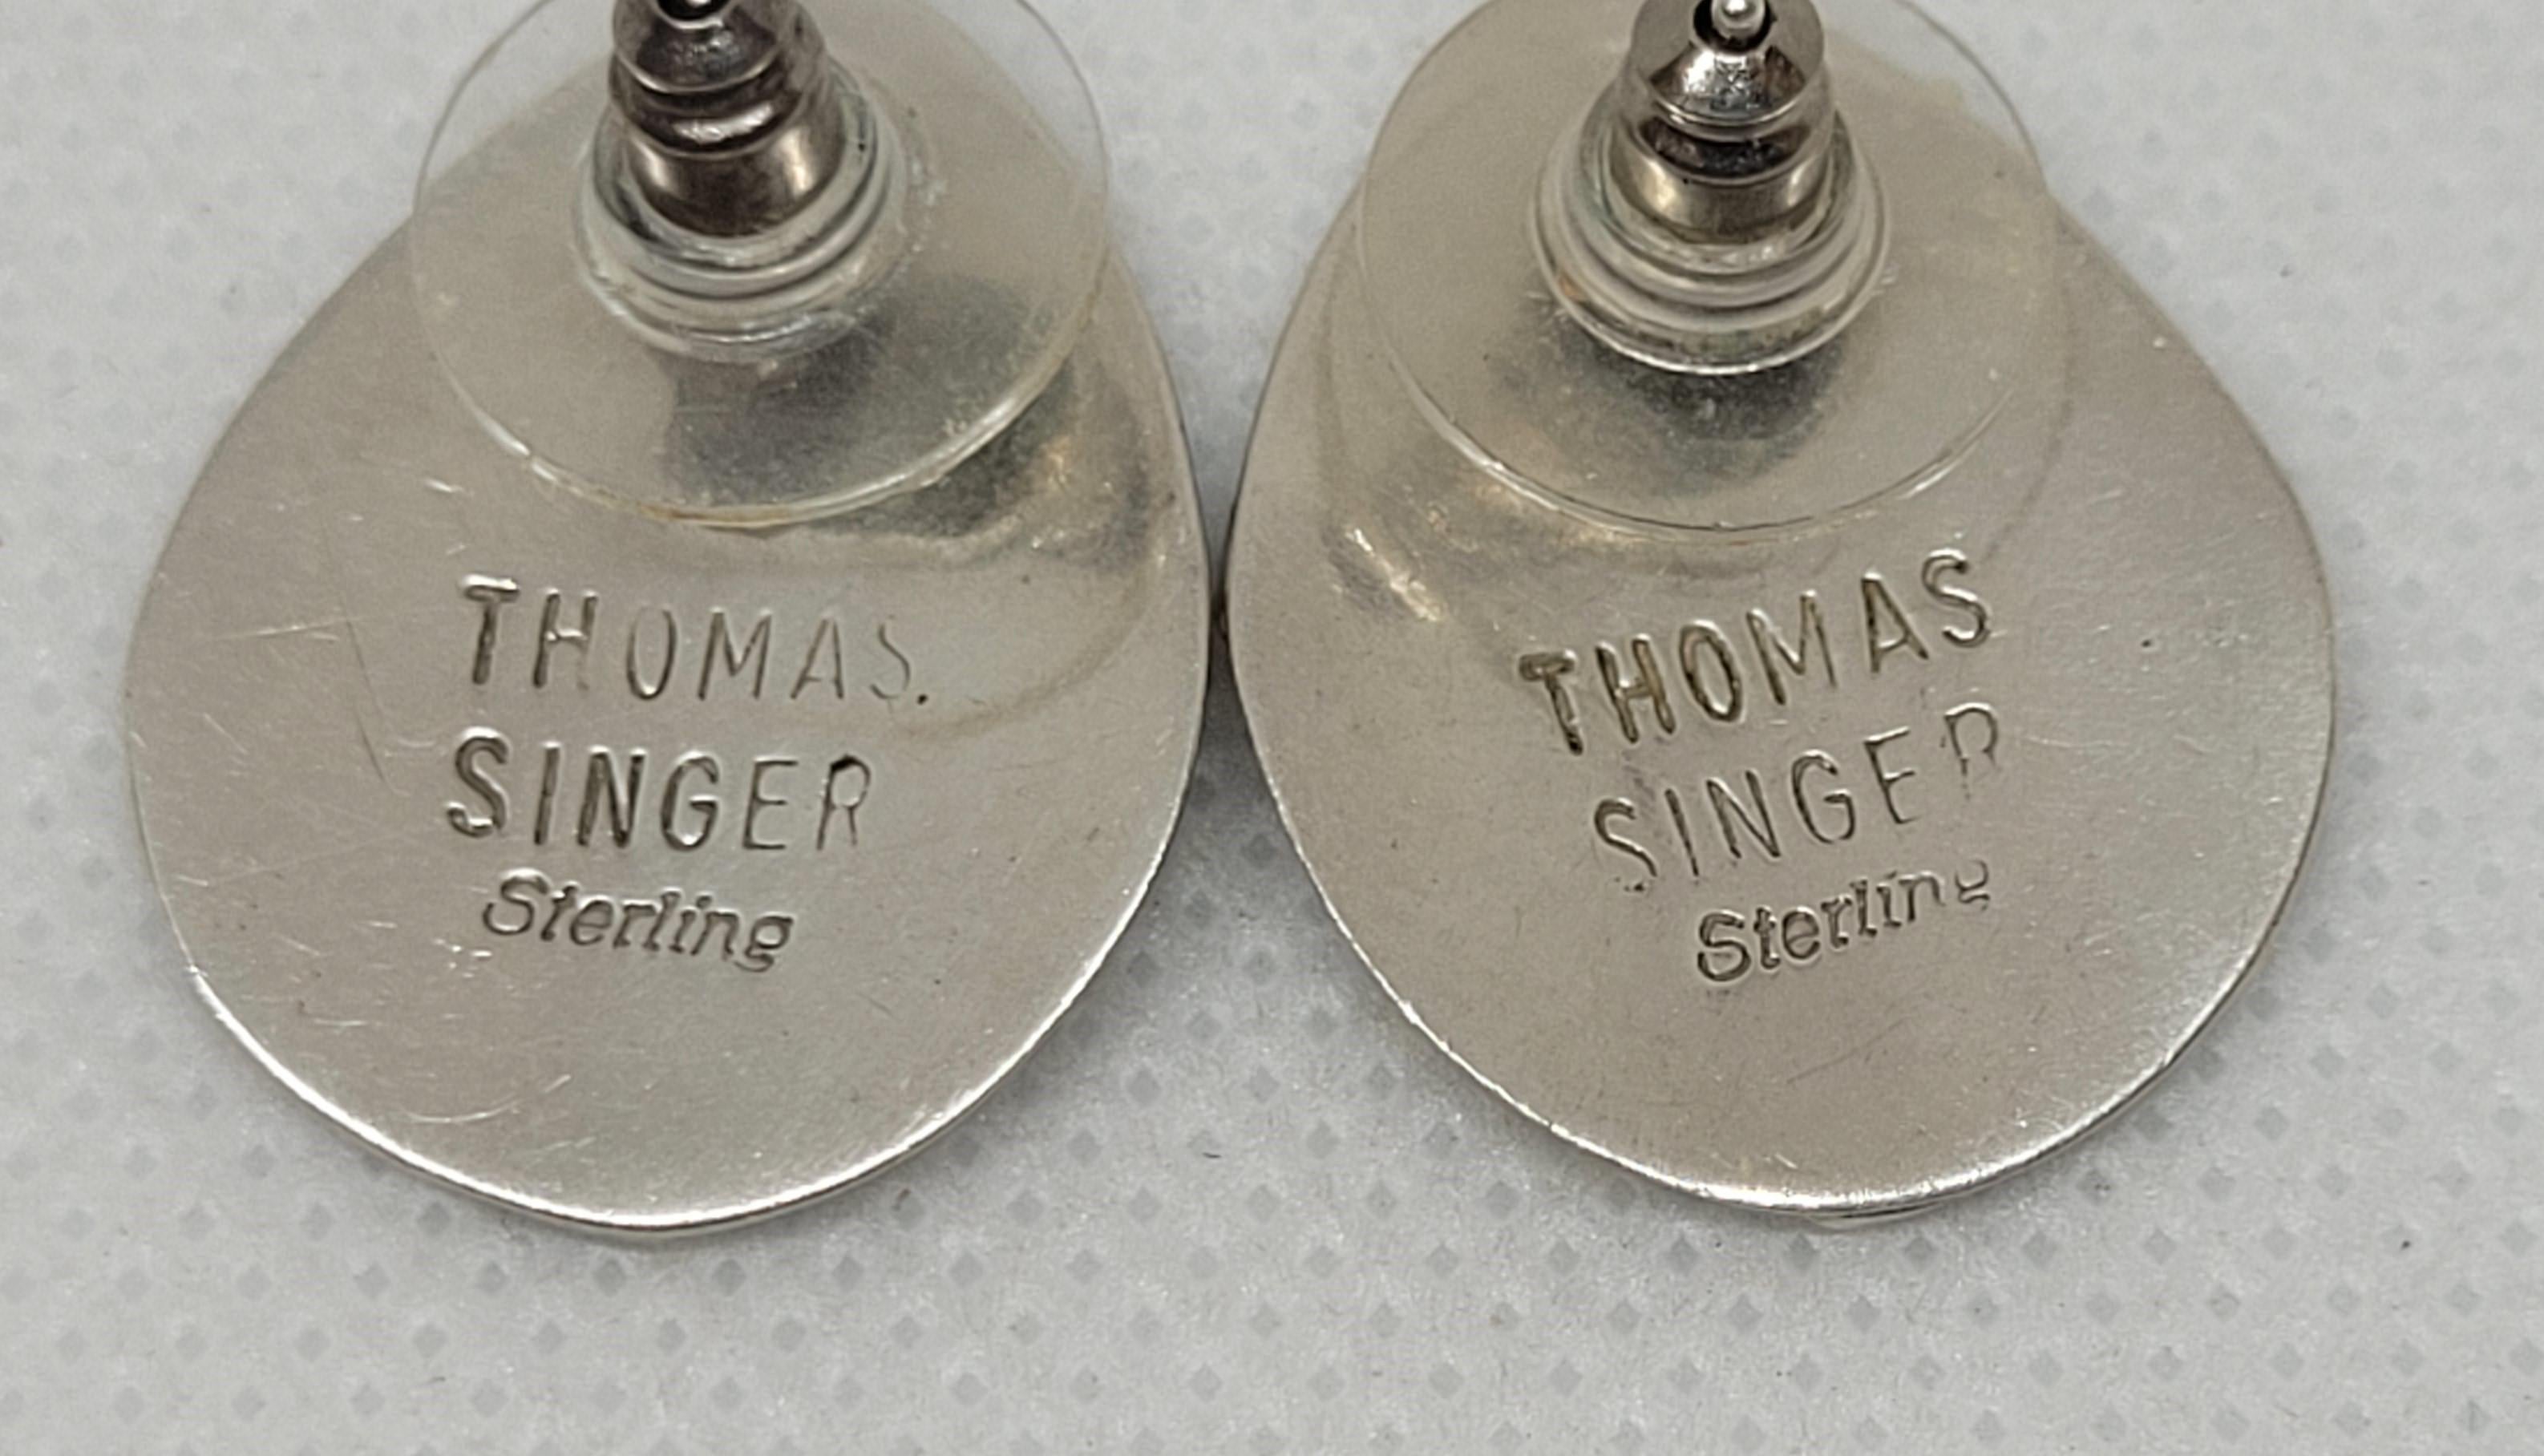 THOMAS.
SINGER
Sterling
THOMAS
SINGER
Sterling